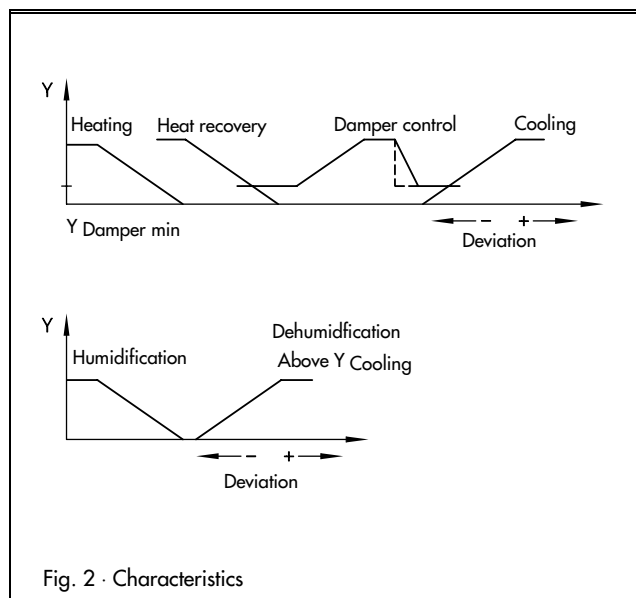 Y
Heating Heat recovery Damper control Cooling
Y Damper min
− +
Deviation
Y
Dehumidfication
Humidification Above Y Cooling
− +
Deviation
Fig. 2 · Characteristics